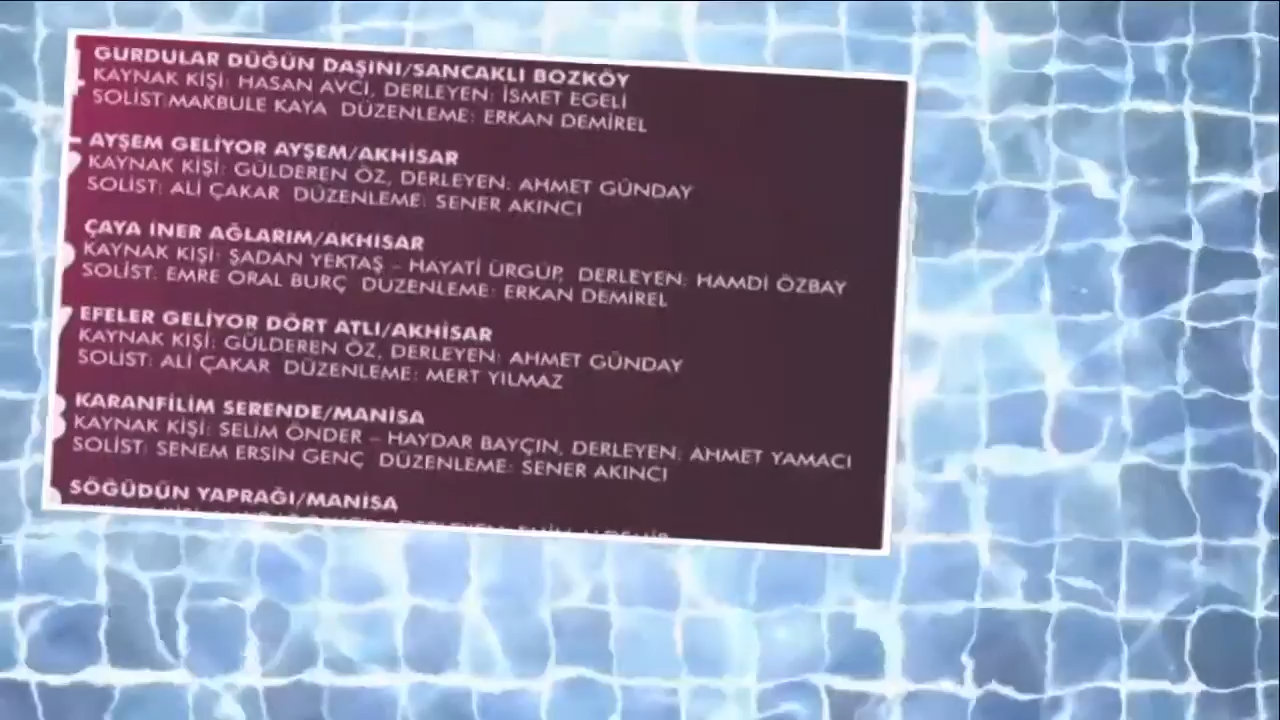 GURDULAR DÜĞÜN DAŞINI/SANCAKLI BOZKÖY
KAYNAK KİŞİ: HASAN AVCI, DERLEYEN: İSMET EGELİ
SOLİST:MAKBULE KAYA DÜZENLEME: ERKAN DEMİREL
AYŞEM GELİYOR AYŞEM/AKHİSAR
KAYNAK KİŞİ: GÜLDEREN ÖZ, DERLEYEN: AHMET GÜNDAY
SOLİST: ALİ ÇAKAR DÜZENLEME: SENER AKINCI
ÇAYA İNER AĞLARIM/AKHISAR
KAYNAK KİŞİ: ŞADAN YEKTAŞ – HAYATİ ÜRGÜP, DERLEYEN: HAMDİ ÖZBAY
SOLİST: EMRE ORAL BURÇ DÜZENLEME: ERKAN DEMİREL
EFELER GELİYOR DÖRT ATLI/AKHİSAR
KAYNAK KİŞİ: GÜLDEREN ÖZ, DERLEYEN: AHMET GÜNDAY
SOLİST: ALİ ÇAKAR DÜZENLEME: MERT YILMAZ
KARANFİLİM SERENDE/MANİSA
KAYNAK KİŞİ: SELİM ÖNDER – HAYDAR BAYÇIN, DERLEYEN: AHMET YAMACI
SOLİST: SENEM ERSİN GENÇ DÜZENLEME: SENER AKINCI
SÖĞÜDÜN YAPRAĞI/MANİSA